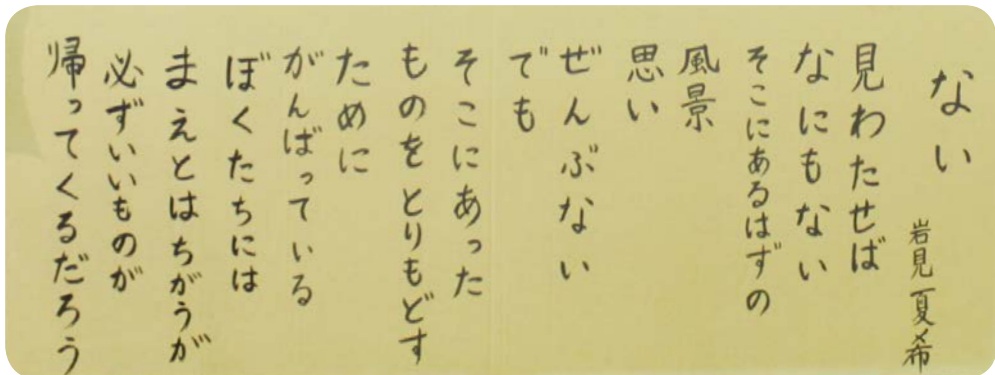 ない
岩見 夏希
見わたせば
なにもない
そこにあるはずの
風景
思い
ぜんぶない
でも
そこにあった
ものをとりもどす
ために
がんばっている
ぼくたちには
まえとはちがうが
必ずいいものが
帰ってくるだろう